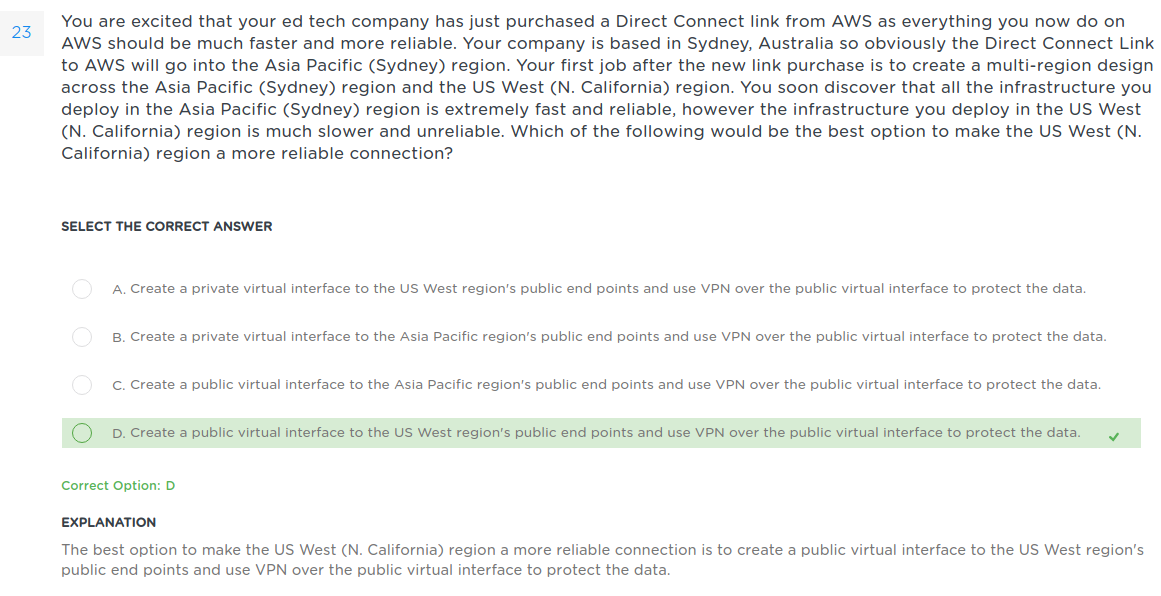 23
You are excited that your ed tech company has just purchased a Direct Connect link from AWS as everything you now do on
AWS should be much faster and more reliable. Your company is based in Sydney, Australia so obviously the Direct Connect Link
to AWS will go into the Asia Pacific (Sydney) region. Your first job after the new link purchase is to create a multi-region design
across the Asia Pacific (Sydney) region and the US West (N. California) region. You soon discover that all the infrastructure you
deploy in the Asia Pacific (Sydney) region is extremely fast and reliable, however the infrastructure you deploy in the US West
(N. California) region is much slower and unreliable. Which of the following would be the best option to make the US West (N.
California) region a more reliable connection?
SELECT THE CORRECT ANSWER
A. Create a private virtual interface to the US West region's public end points and use VPN over the public virtual interface to protect the data.
B. Create a private virtual interface to the Asia Pacific region's public end points and use VPN over the public virtual interface to protect the data.
C. Create a public virtual interface to the Asia Pacific region's public end points and use VPN over the public virtual interface to protect the data.
D. Create a public virtual interface to the US West region's public end points and use VPN over the public virtual interface to protect the data.
Correct Option: D
EXPLANATION
The best option to make the US West (N. California) region a more reliable connection is to create a public virtual interface to the US West region's
public end points and use VPN over the public virtual interface to protect the data.